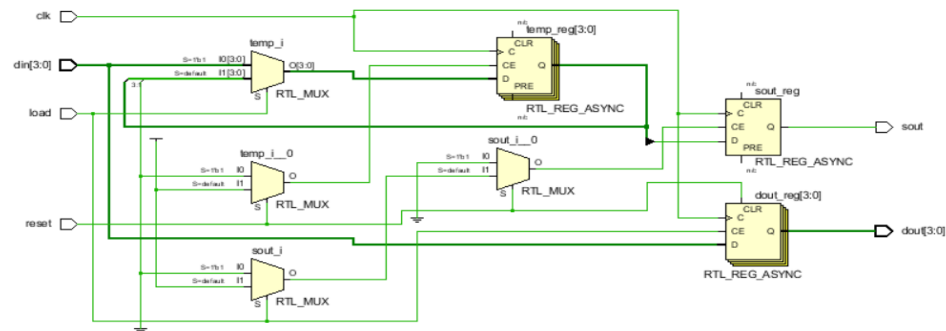 clk
din[3:0]
load
reset
temp_i
S=1'b1 I0[3:0]
S=default I1[3:0]
O[3:0]
S
RTL_MUX
3:1
temp_reg[3:0]
n/c
CLR
C
CE
Q
D
PRE
RTL_REG_ASYNC
n/c
temp_i__0
S=1'b1 I0
S=default I1
O
S
RTL_MUX
sout_i__0
S=1'b1 I0
S=default I1
O
S
RTL_MUX
sout_i
S=1'b1 I0
S=default I1
O
S
RTL_MUX
n/c
sout_reg
CLR
C
CE
Q
D
PRE
RTL_REG_ASYNC
n/c
sout
dout_reg[3:0]
CLR
C
CE
Q
D
RTL_REG_ASYNC
dout[3:0]